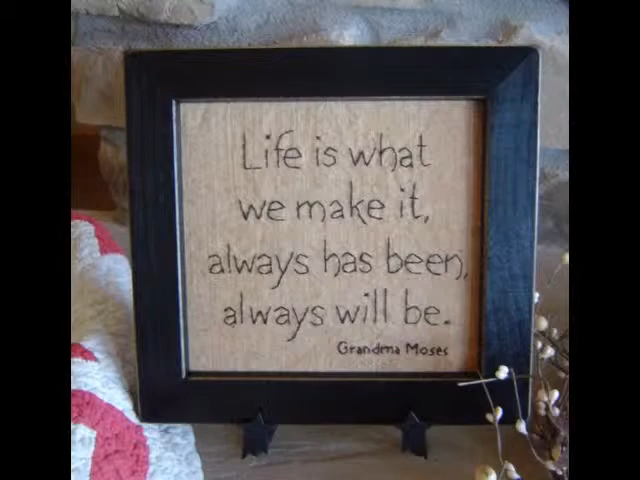 Life is what
we make it,
always has been,
always will be.
Grandma Moses